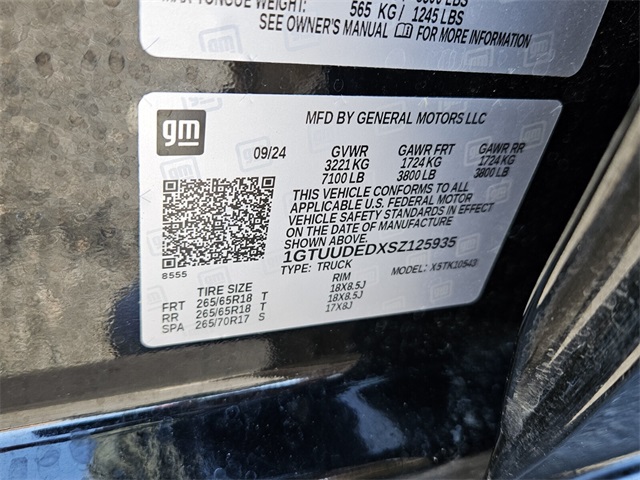 MAX TONGUE WEIGHT:
565 KG / 1245 LBS
SEE OWNER'S MANUAL FOR MORE INFORMATION
gm
MFD BY GENERAL MOTORS LLC
09/24 GVWR GAWR FRT GAWR RR
3221 KG 1724 KG 1724 KG
7100 LB 3800 LB 3800 LB
THIS VEHICLE CONFORMS TO ALL
APPLICABLE U.S. FEDERAL MOTOR
VEHICLE SAFETY STANDARDS IN EFFECT
ON THE DATE OF MANUFACTURE
SHOWN ABOVE.
1GTUUDEDXSZ125935
TYPE: TRUCK MODEL: X5TK10543
8555
TIRE SIZE RIM
FRT 265/65R18 T 18X8.5J
RR 265/65R18 T 18X8.5J
SPA 265/70R17 S 17X8J